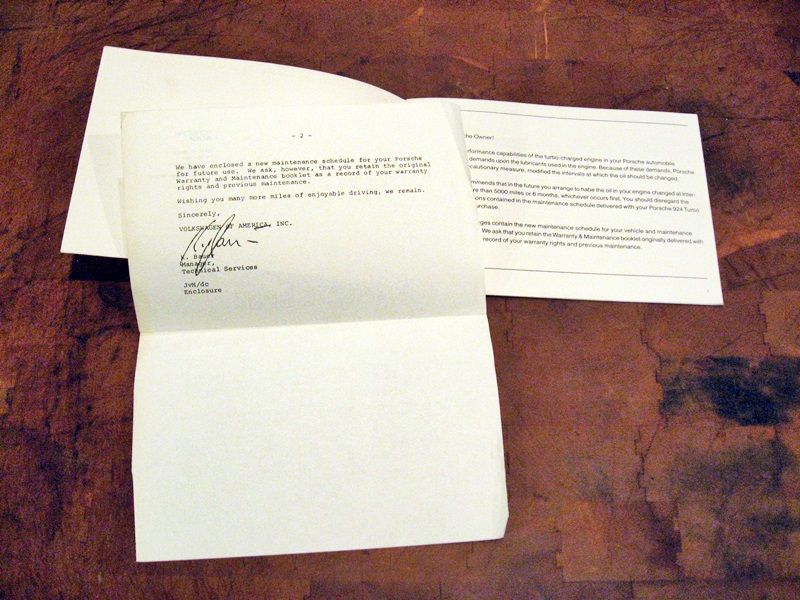 - 2 -
We have enclosed a new maintenance schedule for your Porsche
for future use. We ask, however, that you retain the original
Warranty and Maintenance booklet as a record of your warranty
rights and previous maintenance.
Wishing you many more miles of enjoyable driving, we remain.
Sincerely,
VOLKSWAGEN OF AMERICA, INC.
Bauer
Manager,
Technical Services
JvH/dc
Enclosure
he Owner!
rformance capabilities of the turbo-charged engine in your Porsche automobile
demands upon the lubricants used in the engine. Because of these demands, Porsche
ecautionary measure, modified the intervals at which the oil should be changed.
mmends that in the future you arrange to habe the oil in your engine changed at inter-
re than 5000 miles or 6 months, whichever occurs first. You should disregard the
ons contained in the maintenance schedule delivered with your Porsche 924 Turbo
urchase.
ges contain the new maintenance schedule for your vehicle and maintenance
We ask that you retain the Warranty & Maintenance booklet originally delivered with
record of your warranty rights and previous maintenance.